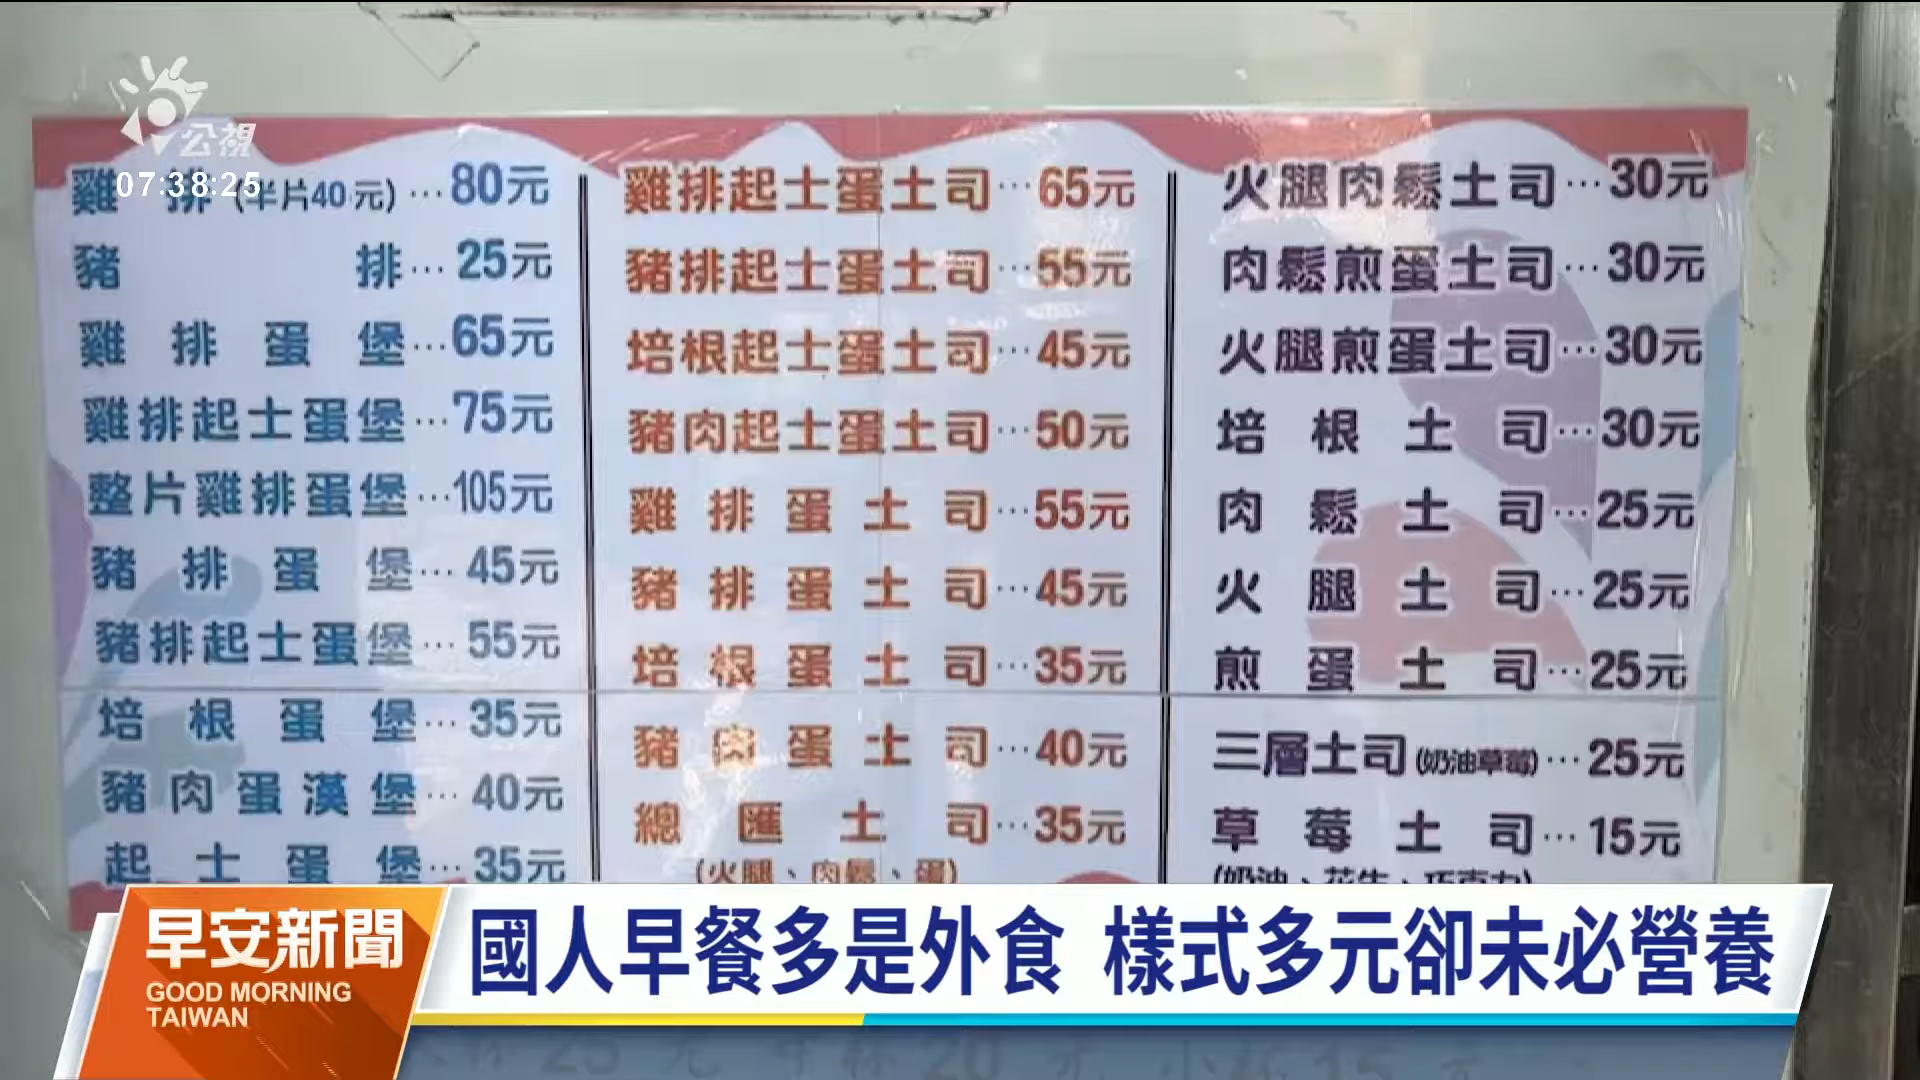 公視
07:38:25
雞排(半片40元)…80元
豬排…25元
雞排蛋堡…65元
雞排起士蛋堡…75元
整片雞排蛋堡…105元
豬排蛋堡…45元
豬排起士蛋堡…55元
培根蛋堡…35元
豬肉蛋漢堡…40元
起士蛋堡…35元
雞排起士蛋土司…65元
豬排起士蛋土司…55元
培根起士蛋土司…45元
豬肉起士蛋土司…50元
雞排蛋土司…55元
豬排蛋土司…45元
培根蛋土司…35元
豬肉蛋土司…40元
總匯土司…35元
(火腿、肉鬆、蛋)
火腿肉鬆土司…30元
肉鬆煎蛋土司…30元
火腿煎蛋土司…30元
培根土司…30元
肉鬆土司…25元
火腿土司…25元
煎蛋土司…25元
三層土司(奶油草莓)…25元
草莓土司…15元
(奶油、花生、巧克力)
早安新聞
GOOD MORNING
TAIWAN
國人早餐多是外食 樣式多元卻未必營養